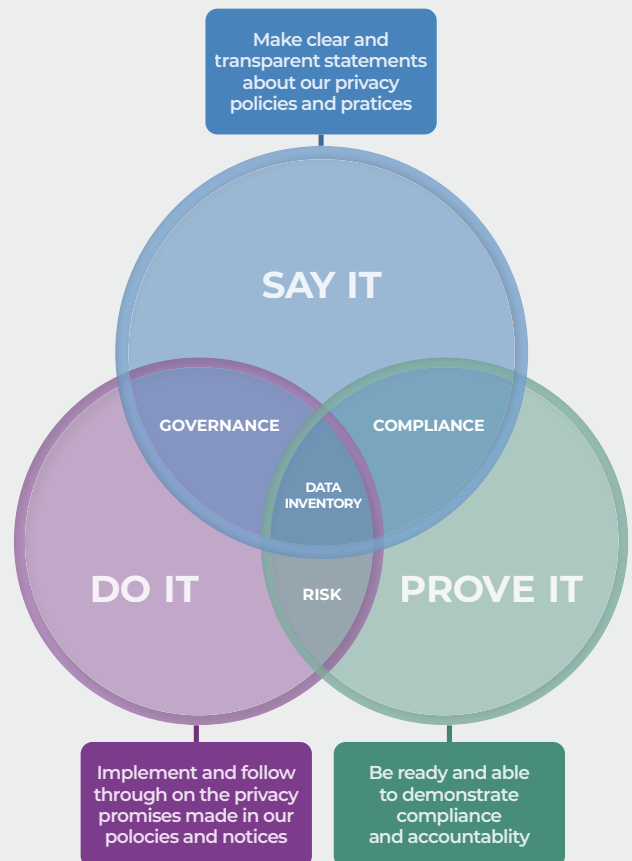 Make clear and
transparent statements
about our privacy
policies and pratices
SAY IT
GOVERNANCE
COMPLIANCE
DATA
INVENTORY
DO IT
RISK
PROVE IT
Implement and follow
through on the privacy
promises made in our
polocies and notices
Be ready and able
to demonstrate
compliance
and accountablity